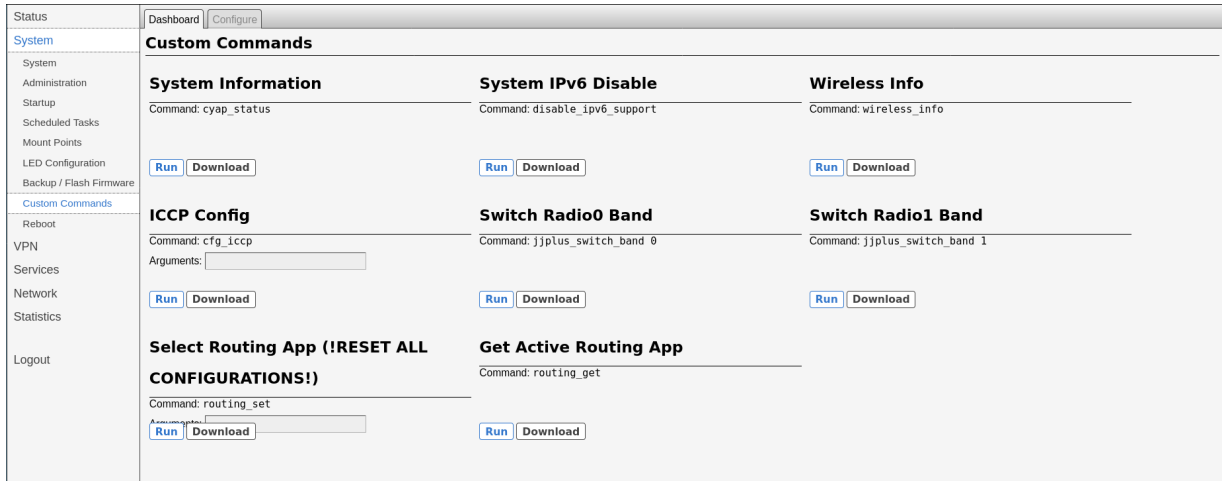 Status
System
System
Administration
Startup
Scheduled Tasks
Mount Points
LED Configuration
Backup / Flash Firmware
Custom Commands
Reboot
VPN
Services
Network
Statistics
Logout
Dashboard Configure
Custom Commands
System Information
Command: cyap_status
Run Download
System IPv6 Disable
Command: disable_ipv6_support
Run Download
Wireless Info
Command: wireless_info
Run Download
ICCP Config
Command: cfg_iccp
Arguments:
Run Download
Switch Radio0 Band
Command: jjplus_switch_band 0
Run Download
Switch Radio1 Band
Command: jjplus_switch_band 1
Run Download
Select Routing App (!RESET ALL
CONFIGURATIONS!)
Command: routing_set
Arguments:
Run Download
Get Active Routing App
Command: routing_get
Run Download